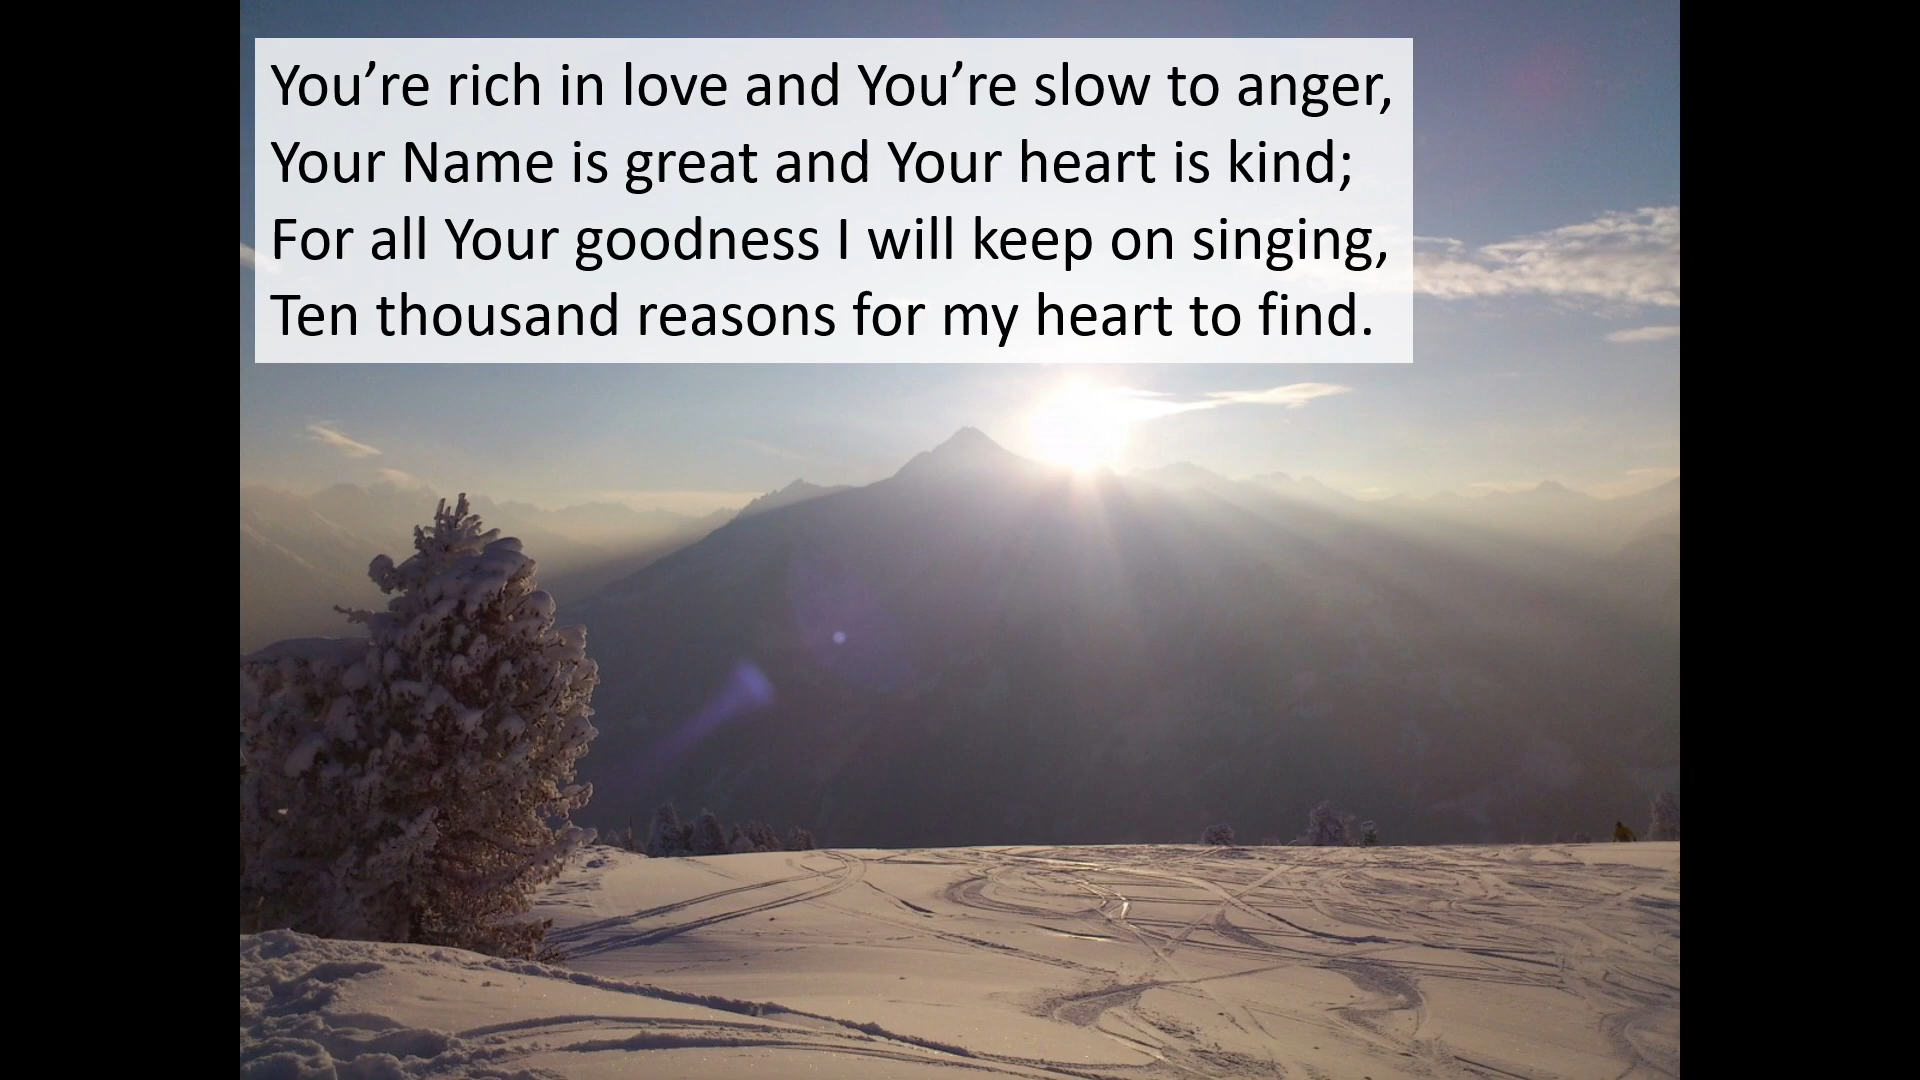 You’re rich in love and You’re slow to anger,
Your Name is great and Your heart is kind;
For all Your goodness I will keep on singing,
Ten thousand reasons for my heart to find.